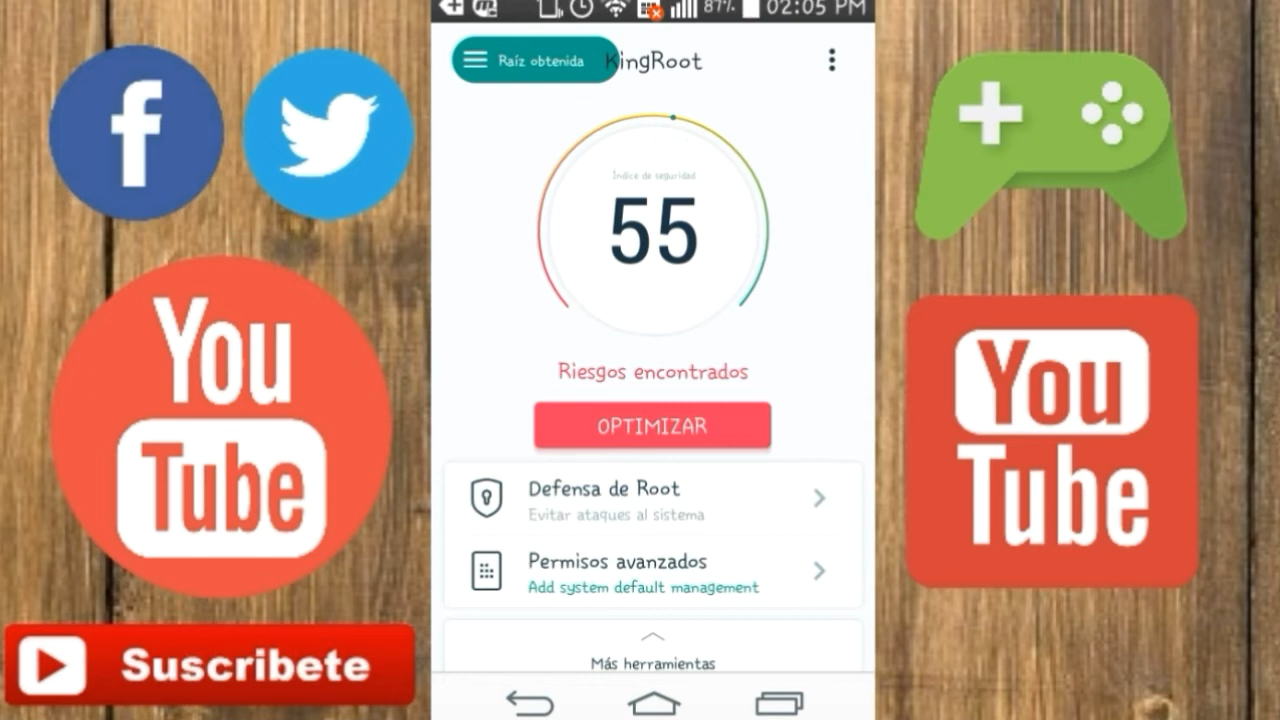 87% 02:05 PM
Raíz obtenida KingRoot
Índice de seguridad
55
Riesgos encontrados
OPTIMIZAR
Defensa de Root
Evitar ataques al sistema
Permisos avanzados
Add system default management
Más herramientas
f
You
Tube
Suscribete
You
Tube